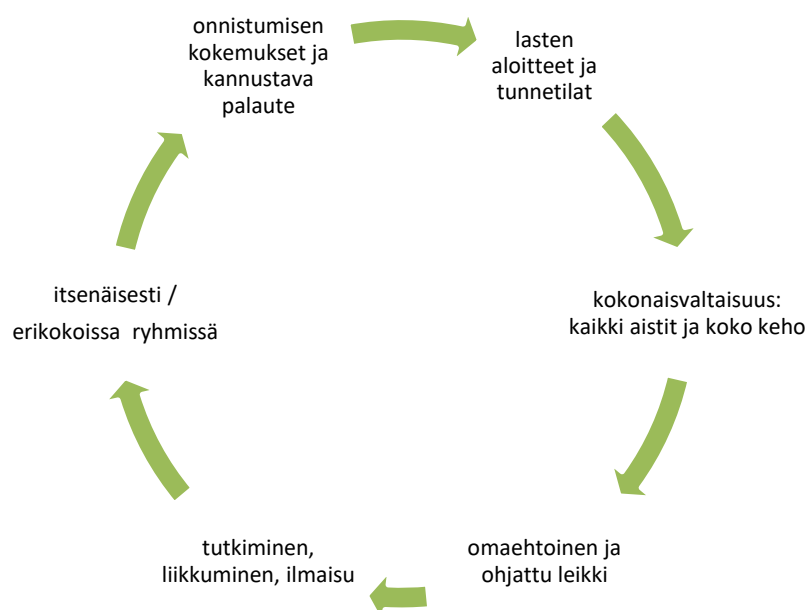 onnistumisen
kokemukset ja
kannustava
palaute
lasten
aloitteet ja
tunnetilat
kokonaisvaltaisuus:
kaikki aistit ja koko keho
omaehtoinen ja
ohjattu leikki
tutkiminen,
liikkuminen, ilmaisu
itsenäisesti /
erikokoissa ryhmissä